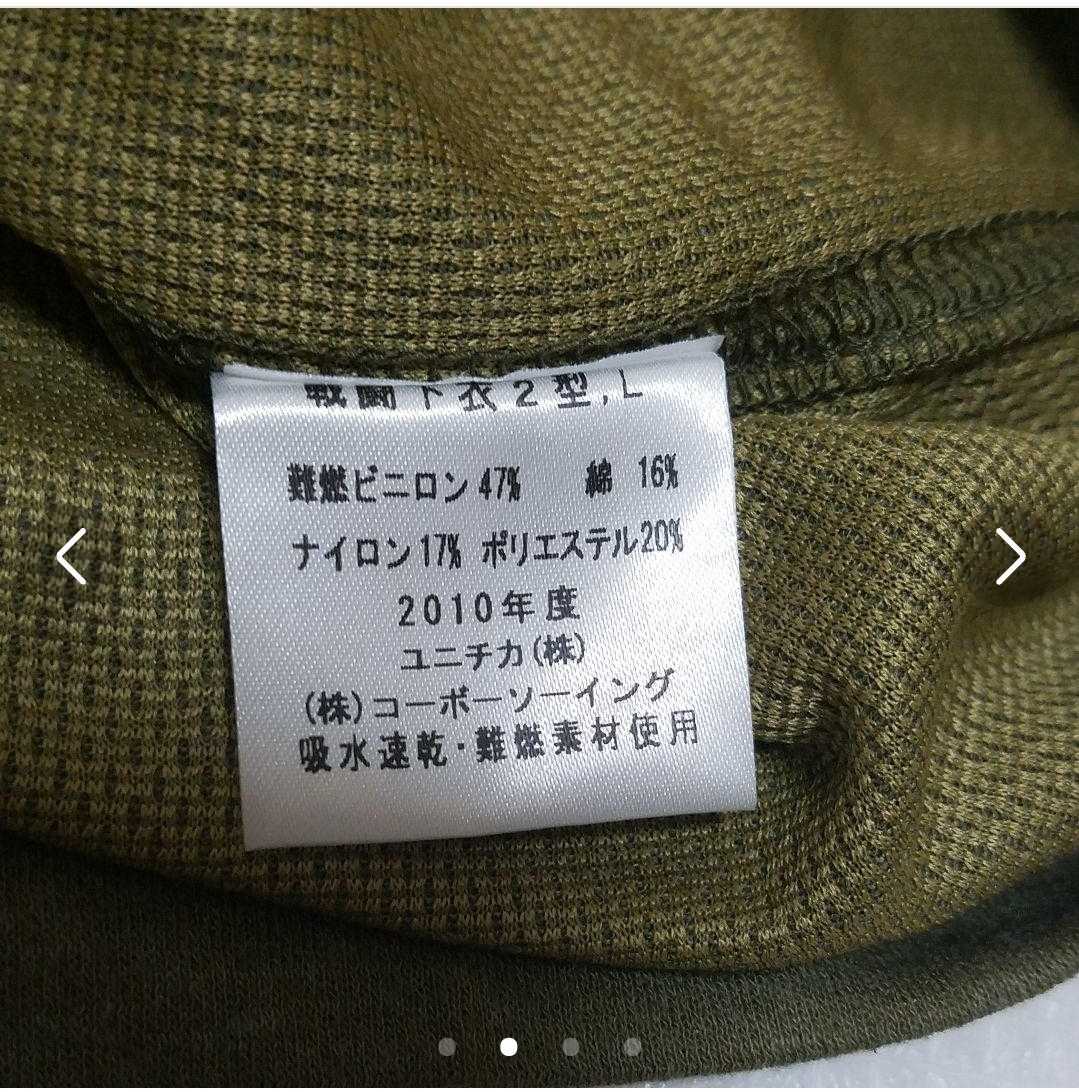 戦闘下衣2型,L
難燃ビニロン47% 綿 16%
ナイロン17% ポリエステル20%
2010年度
ユニチカ(株)
(株)コーボーソーイング
吸水速乾・難燃素材使用